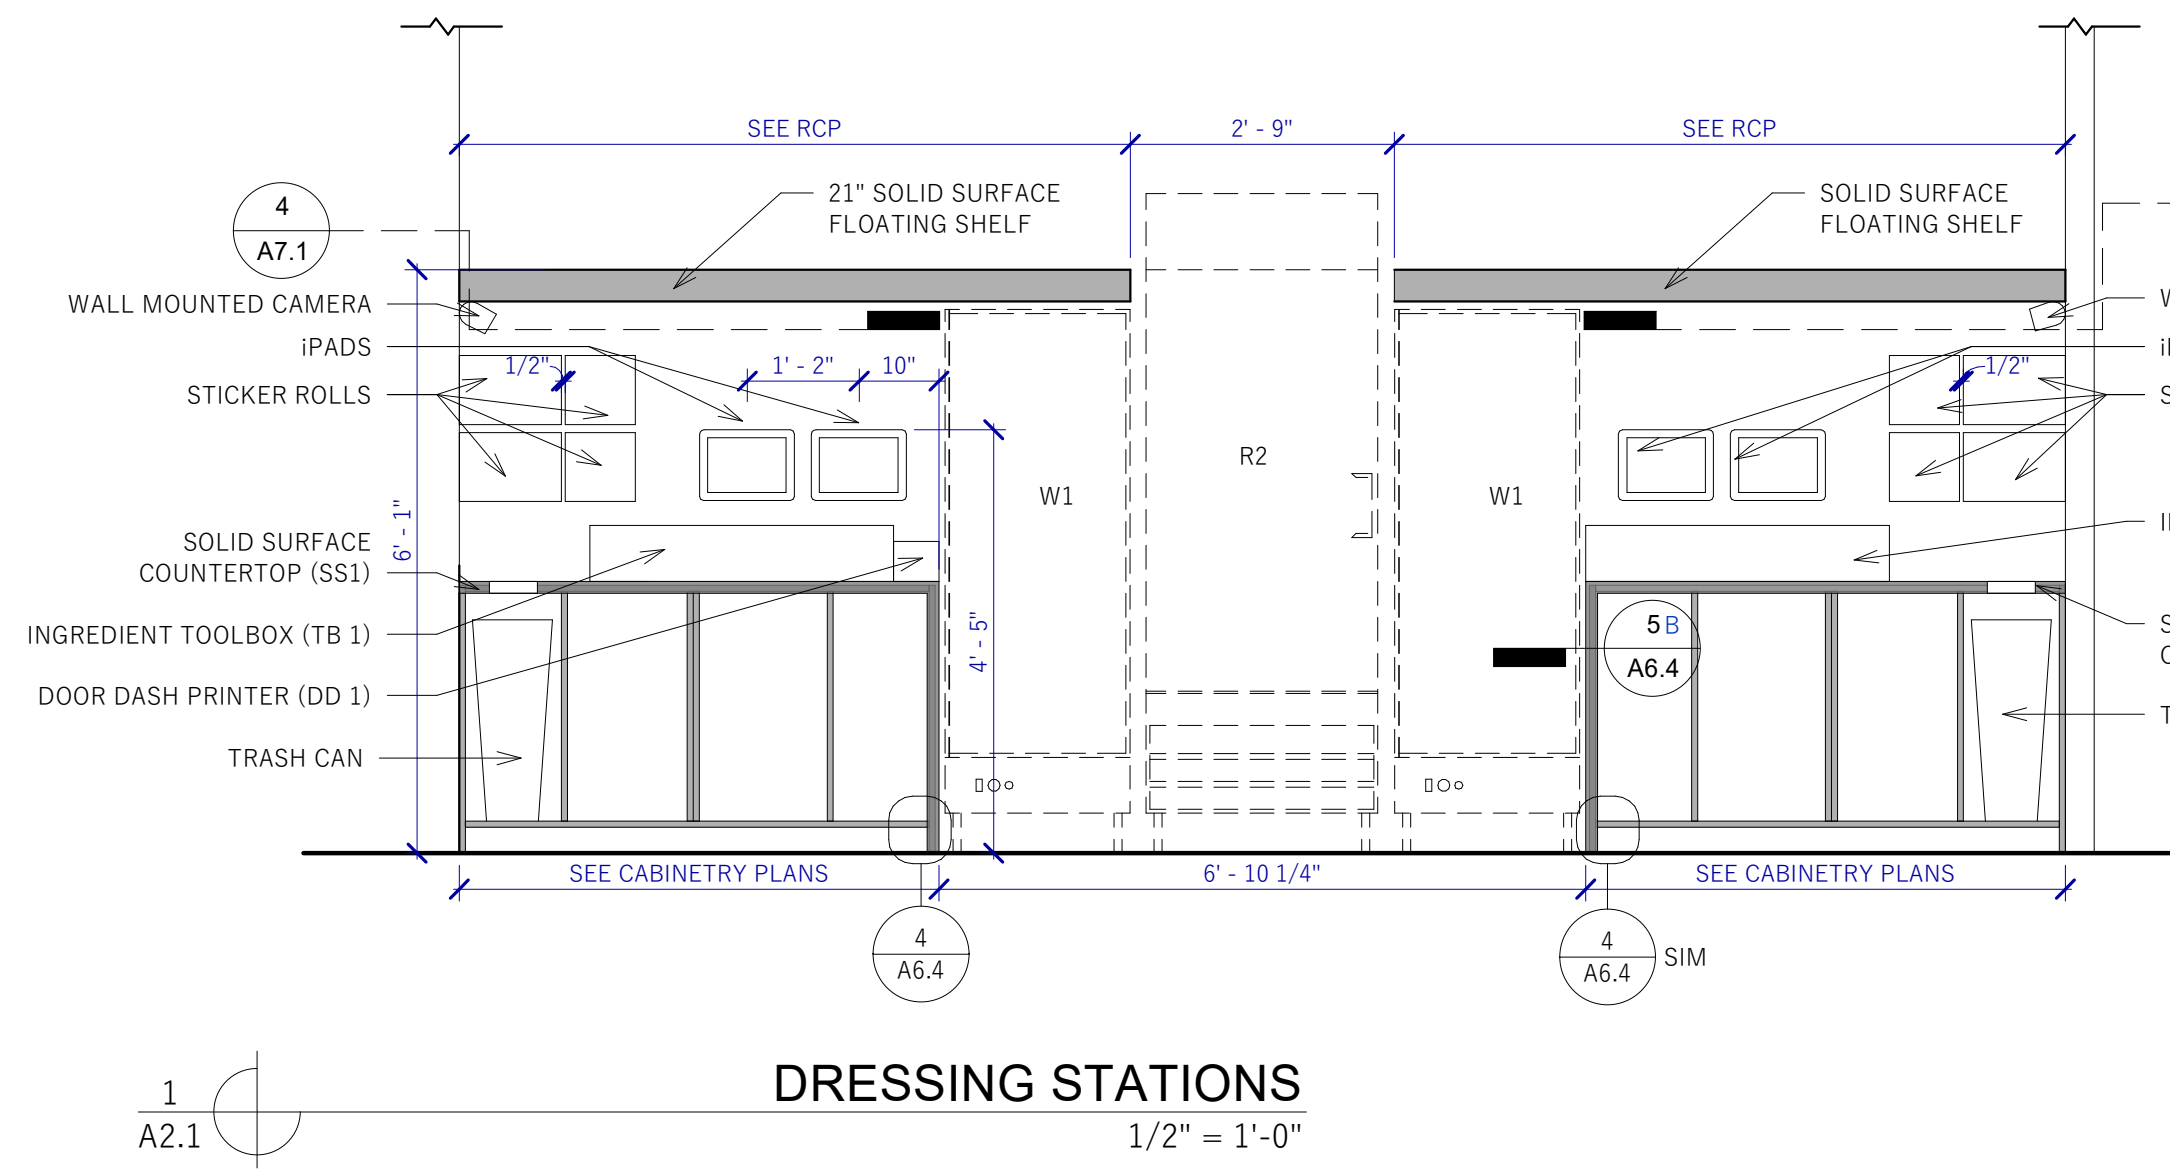 SEE RCP
2' - 9"
SEE RCP
4
A7.1
21" SOLID SURFACE
FLOATING SHELF
SOLID SURFACE
FLOATING SHELF
WALL MOUNTED CAMERA
iPADS
STICKER ROLLS
1/2"
1' - 2"
10"
1/2"
R2
W1
W1
6' - 1"
SOLID SURFACE
COUNTERTOP (SS1)
INGREDIENT TOOLBOX (TB 1)
DOOR DASH PRINTER (DD 1)
TRASH CAN
4' - 5"
5 B
A6.4
SEE CABINETRY PLANS
6' - 10 1/4"
SEE CABINETRY PLANS
4
A6.4
4
A6.4
SIM
1
A2.1
DRESSING STATIONS
1/2" = 1'-0"